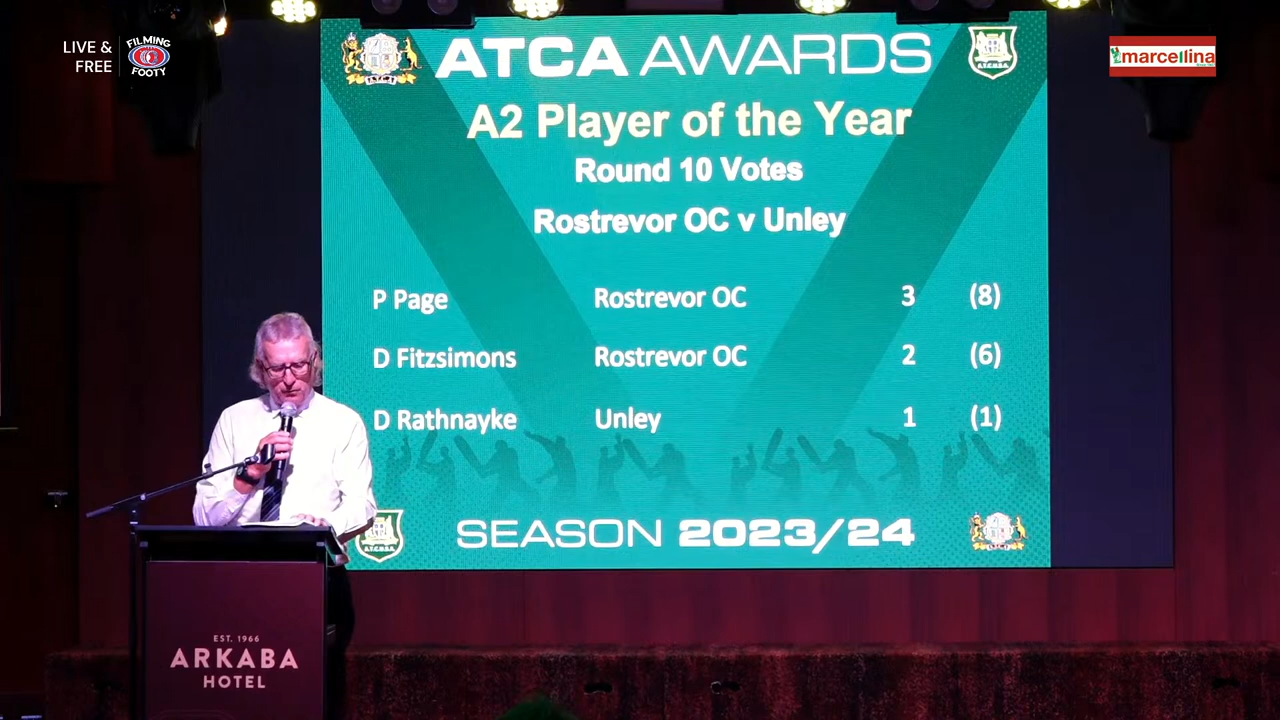 LIVE &
FREE
FILMING
FOOTY
marcellina
ATCA AWARDS
A2 Player of the Year
Round 10 Votes
Rostrevor OC v Unley
P Page Rostrevor OC 3 (8)
D Fitzsimons Rostrevor OC 2 (6)
D Rathnayke Unley 1 (1)
SEASON 2023/24
EST. 1966
ARKABA
HOTEL